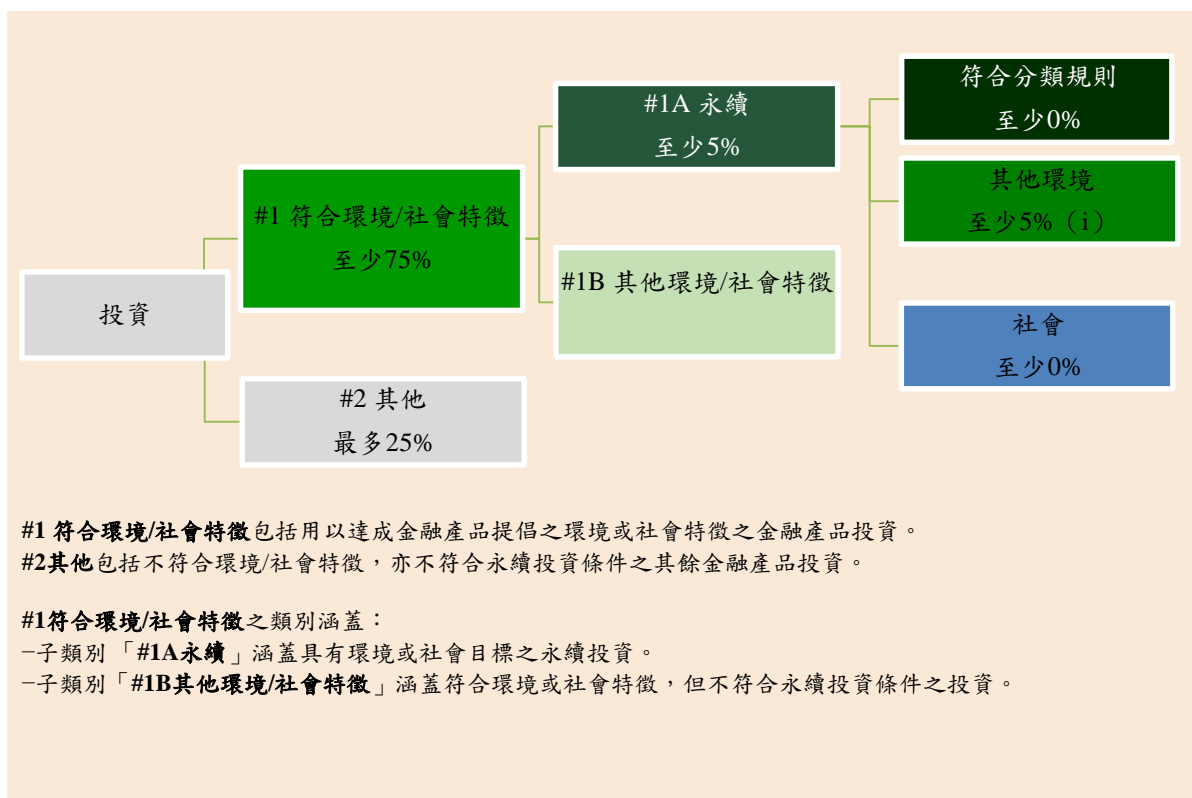 投資
#1 符合環境/社會特徵
至少75%
#2 其他
最多25%
#1A 永續
至少5%
#1B 其他環境/社會特徵
符合分類規則
至少0%
其他環境
至少5%（i）
社會
至少0%
#1 符合環境/社會特徵包括用以達成金融產品提倡之環境或社會特徵之金融產品投資。
#2其他包括不符合環境/社會特徵，亦不符合永續投資條件之其餘金融產品投資。
#1符合環境/社會特徵之類別涵蓋：
−子類別「#1A永續」涵蓋具有環境或社會目標之永續投資。
−子類別「#1B其他環境/社會特徵」涵蓋符合環境或社會特徵，但不符合永續投資條件之投資。